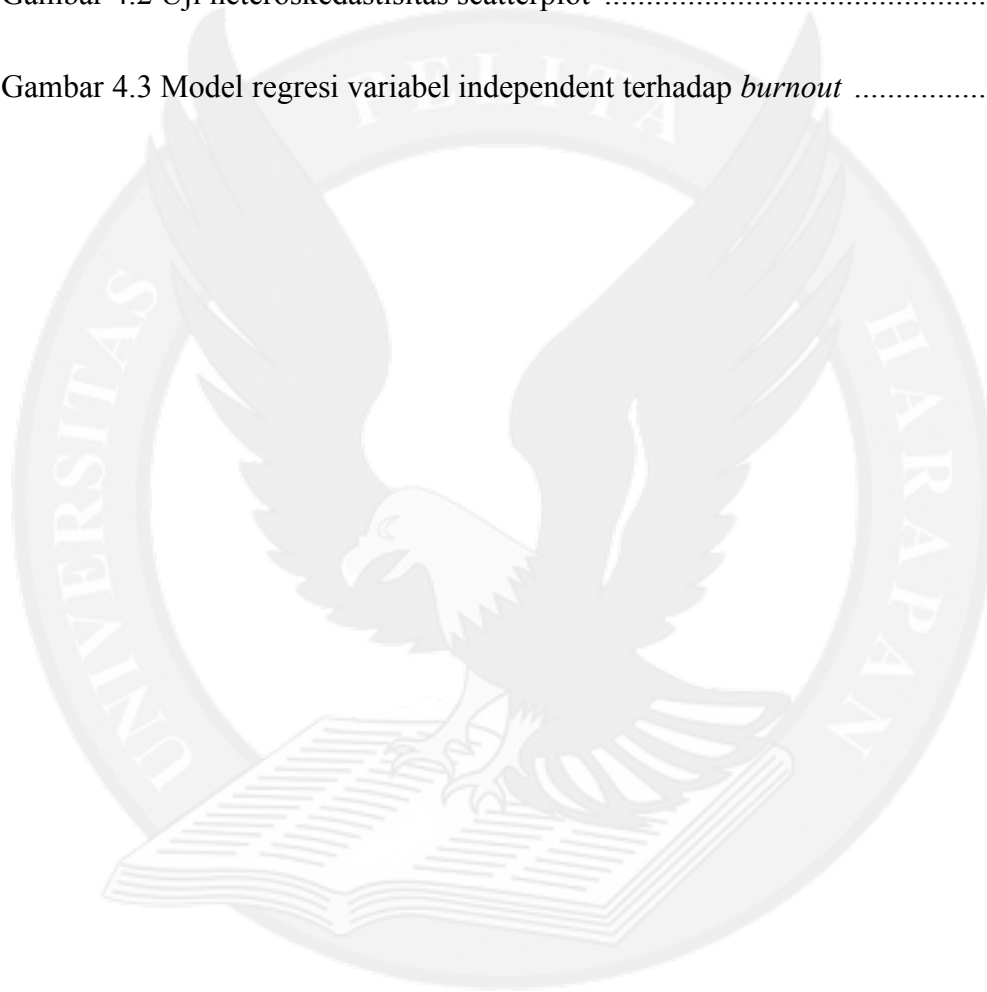 Gambar 4.2 Uji heteroskedastisitas scatterplot ..............................................
Gambar 4.3 Model regresi variabel independent terhadap burnout ................
UNIVERSITAS PELITA HARAPAN